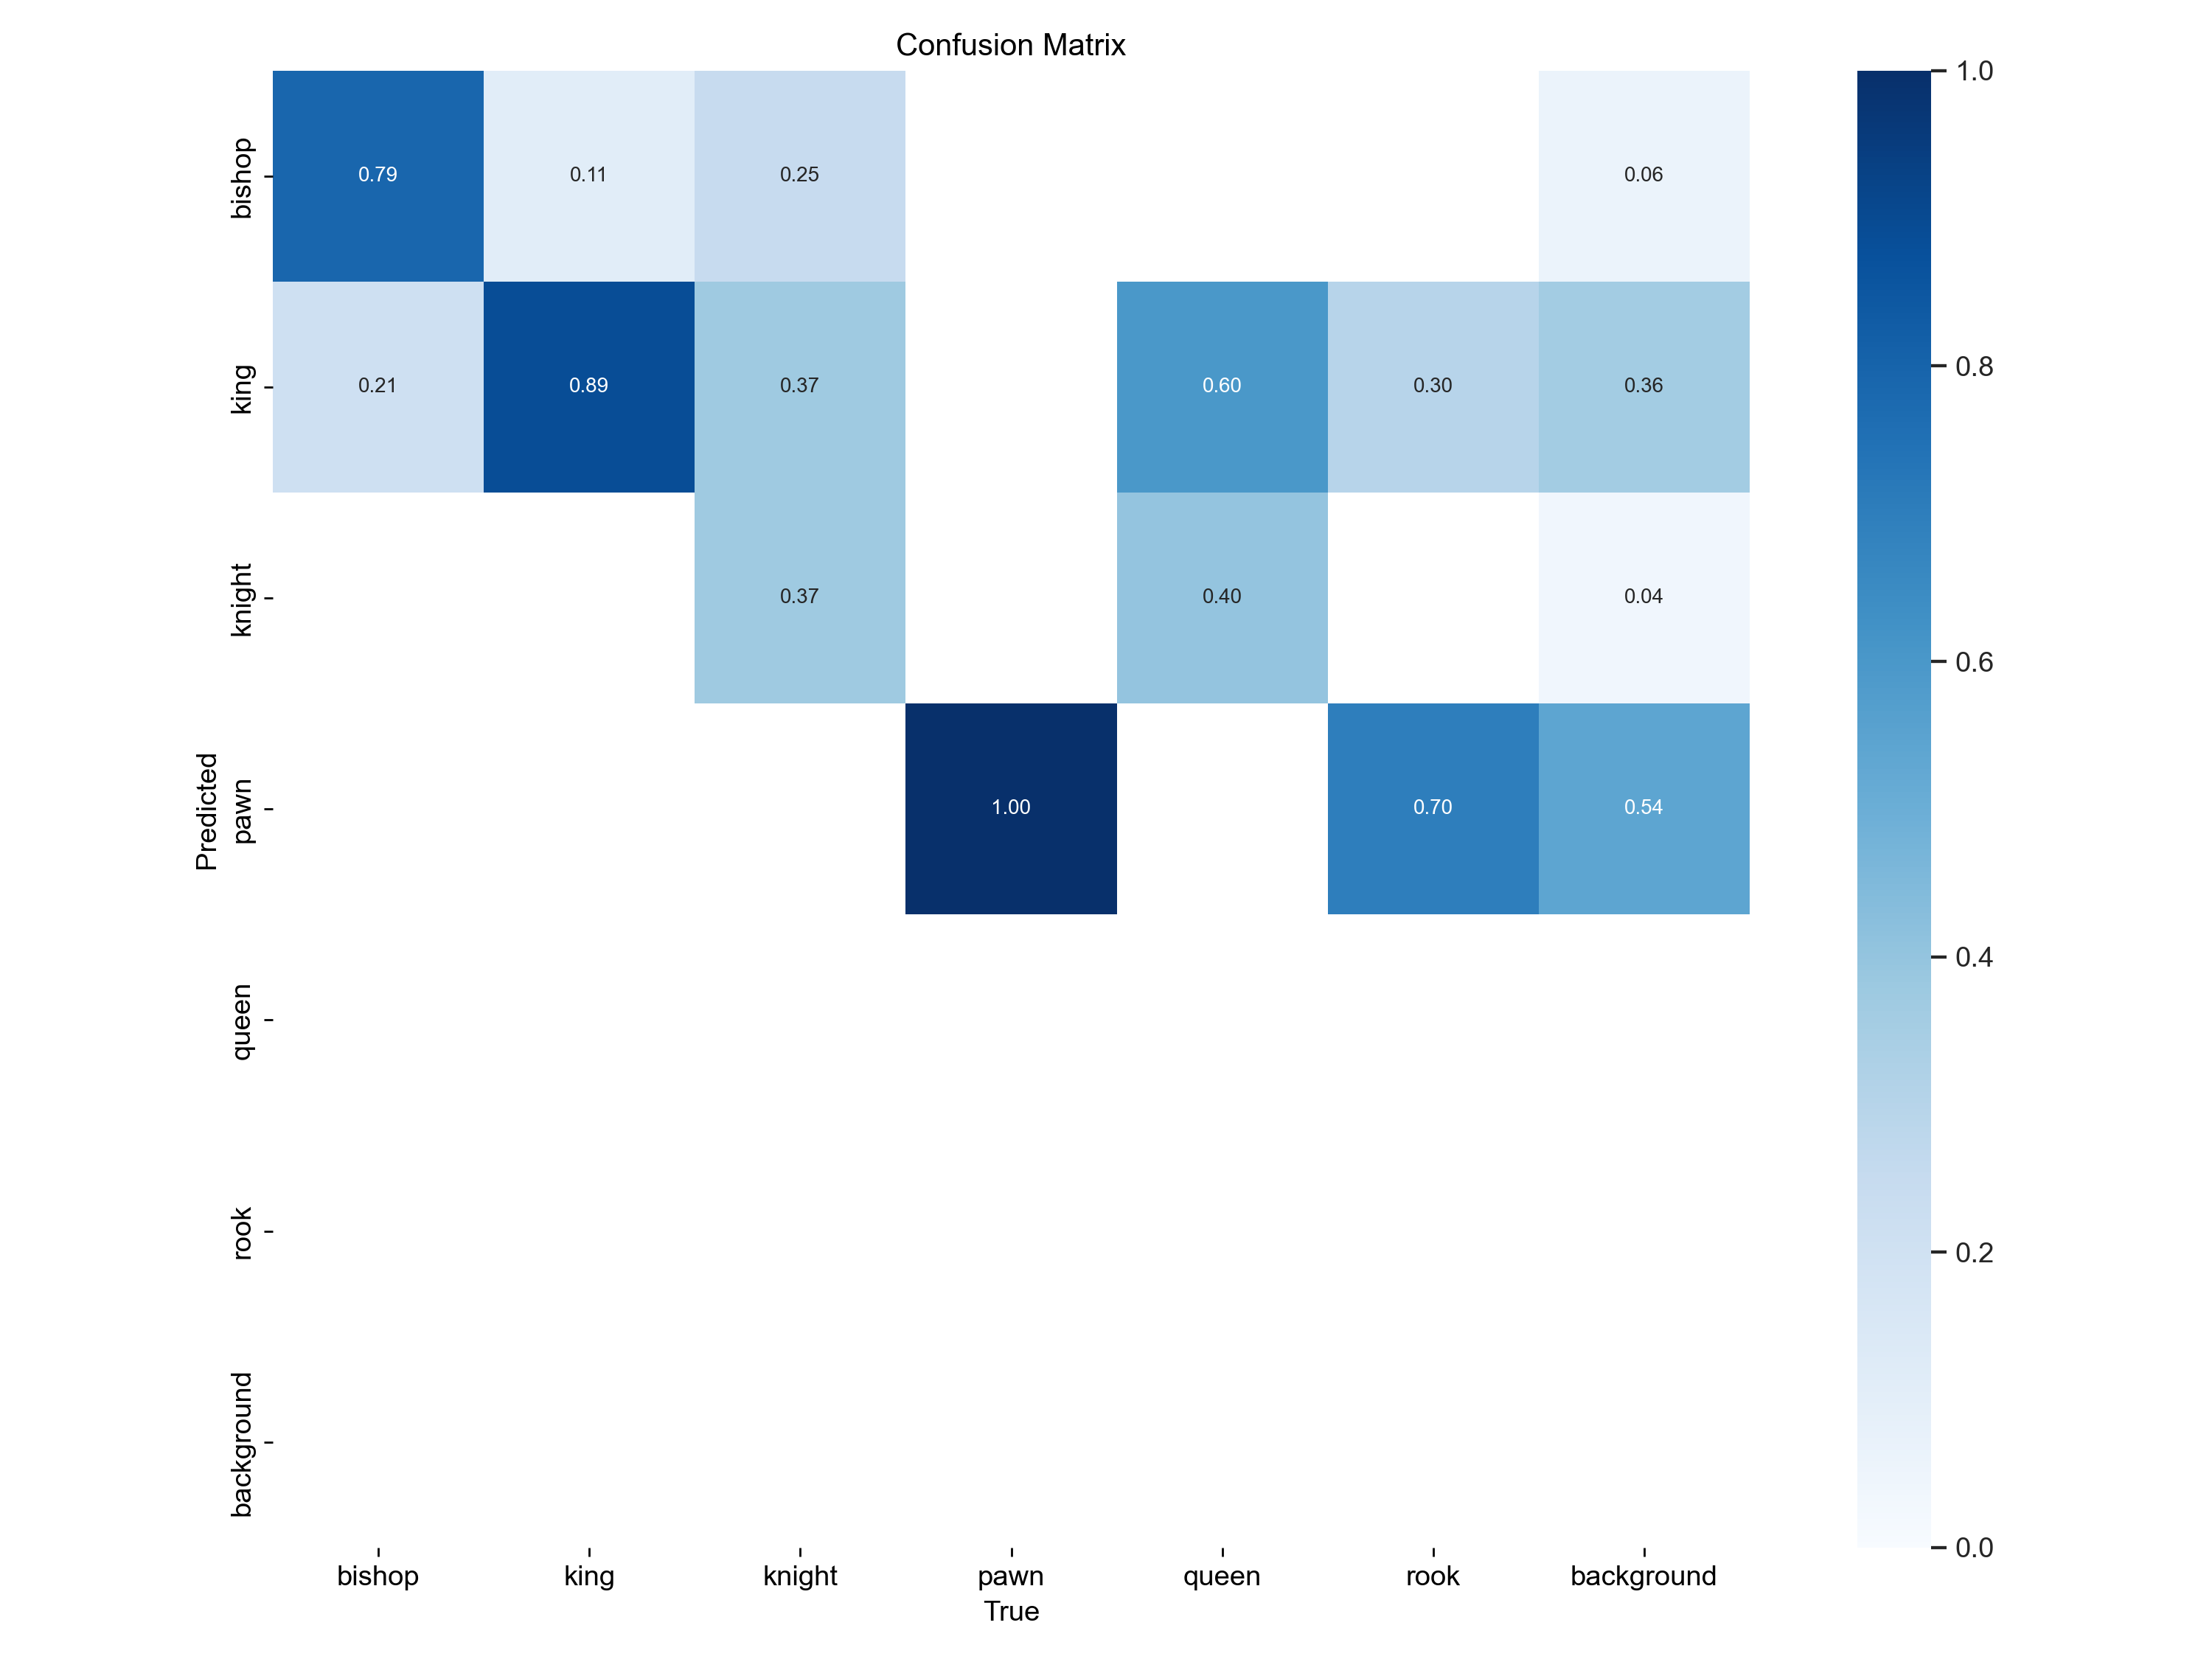 Confusion Matrix
bishop
0.79
0.11
0.25
0.06
king
0.21
0.89
0.37
0.60
0.30
0.36
knight
0.37
0.40
0.04
Predicted
pawn
1.00
0.70
0.54
queen
rook
background
bishop
king
knight
pawn
queen
rook
background
True
1.0
0.8
0.6
0.4
0.2
0.0